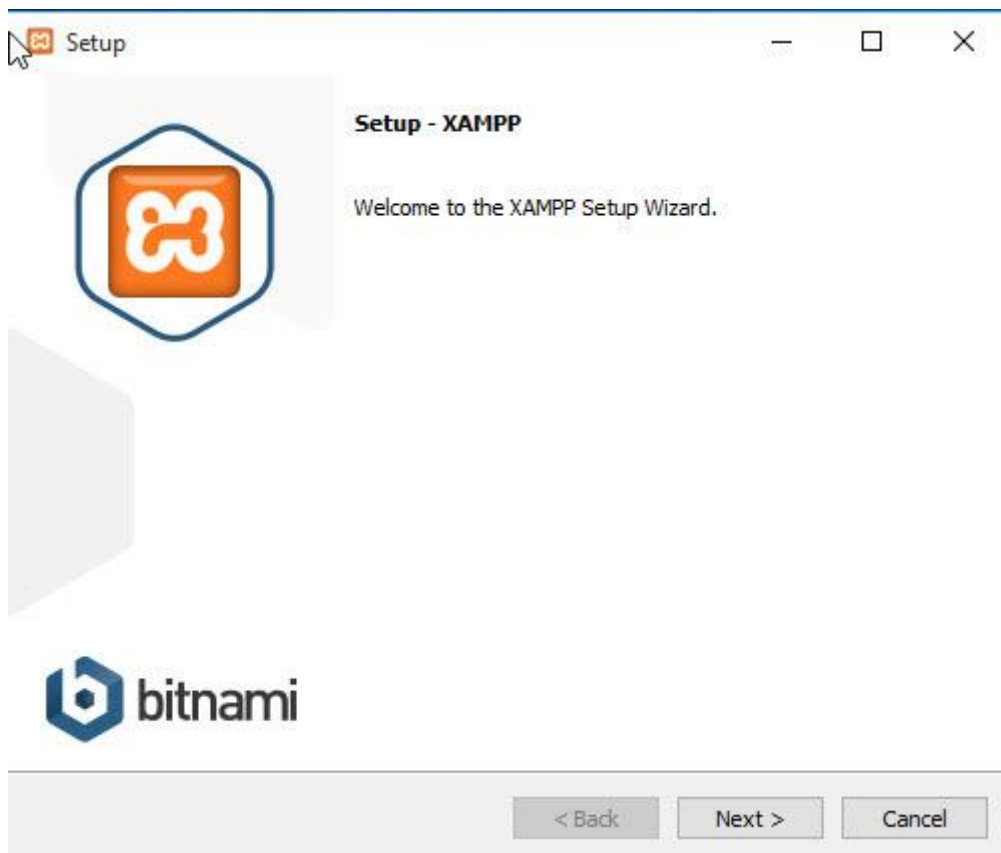 Setup
Setup - XAMPP
Welcome to the XAMPP Setup Wizard.
bitnami
< Back Next > Cancel